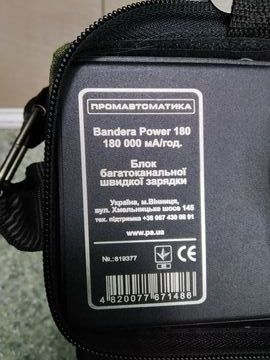 ПРОМАВТОМАТИКА
Bandera Power 180
180 000 мА/год.
Блок
багатоканальної
швидкої зарядки
Україна, м.Вінниця,
вул. Хмельницьке шосе 145
тех. підтримка +38 067 430 08 91
www.pa.ua
№:819377
4 820077 671486